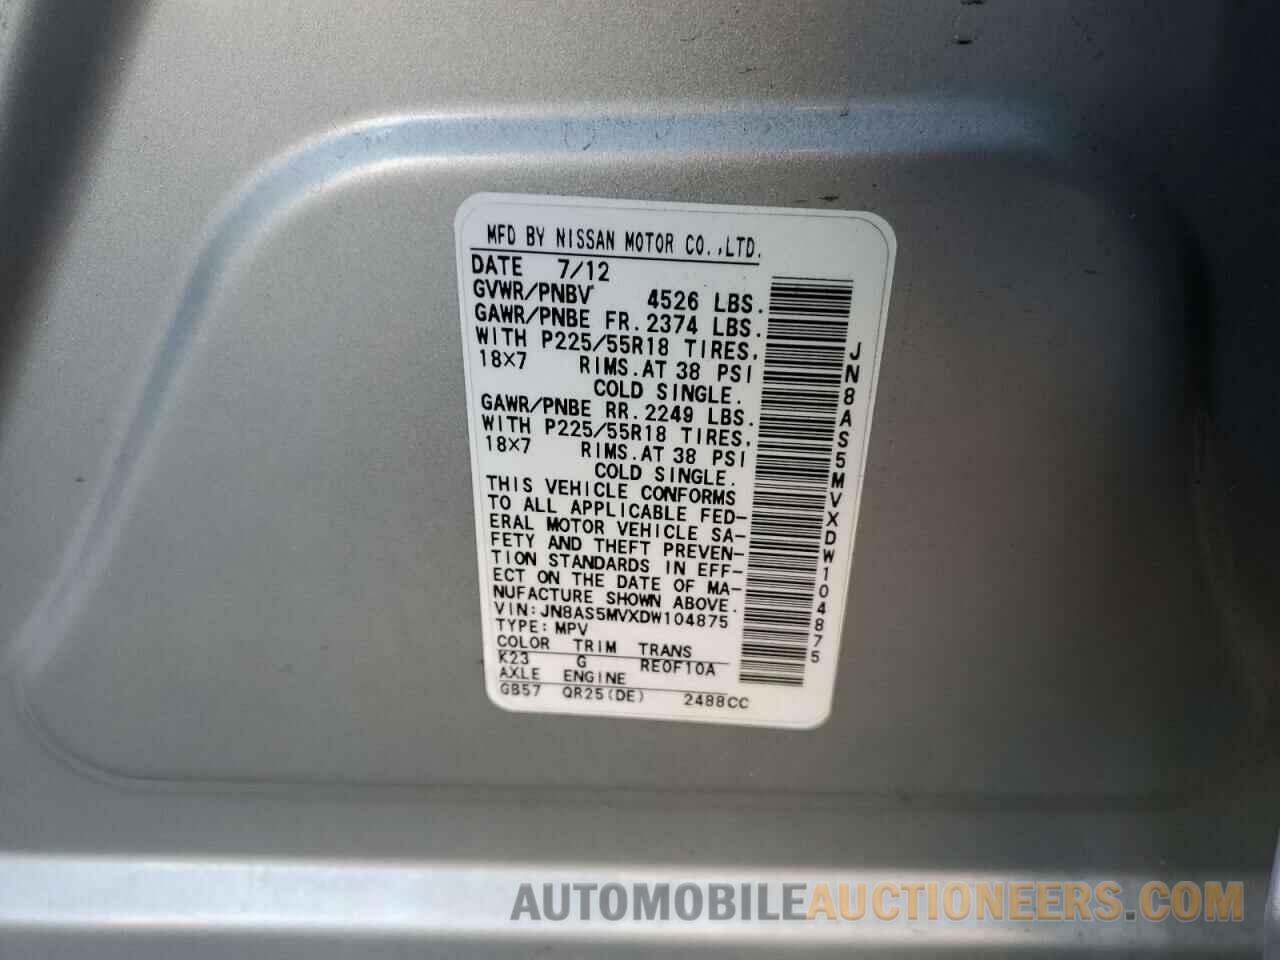 MFD BY NISSAN MOTOR CO.,LTD.
DATE 7/12
GVWR/PNBV 4526 LBS.
GAWR/PNBE FR. 2374 LBS.
WITH P225/55R18 TIRES,
18×7 RIMS. AT 38 PSI
COLD SINGLE.
GAWR/PNBE RR. 2249 LBS.
WITH P225/55R18 TIRES,
18×7 RIMS. AT 38 PSI
COLD SINGLE.
THIS VEHICLE CONFORMS
TO ALL APPLICABLE FED-
ERAL MOTOR VEHICLE SA-
FETY AND THEFT PREVEN-
TION STANDARDS IN EFF-
ECT ON THE DATE OF MA-
NUFACTURE SHOWN ABOVE.
VIN: JN8AS5MVXDW104875
TYPE: MPV
COLOR TRIM TRANS
K23 G RE0F10A
AXLE ENGINE
GB57 QR25(DE) 2488CC
JN8AS5MVXDW104875
AUTOMOBILEAUCTIONEERS.COM